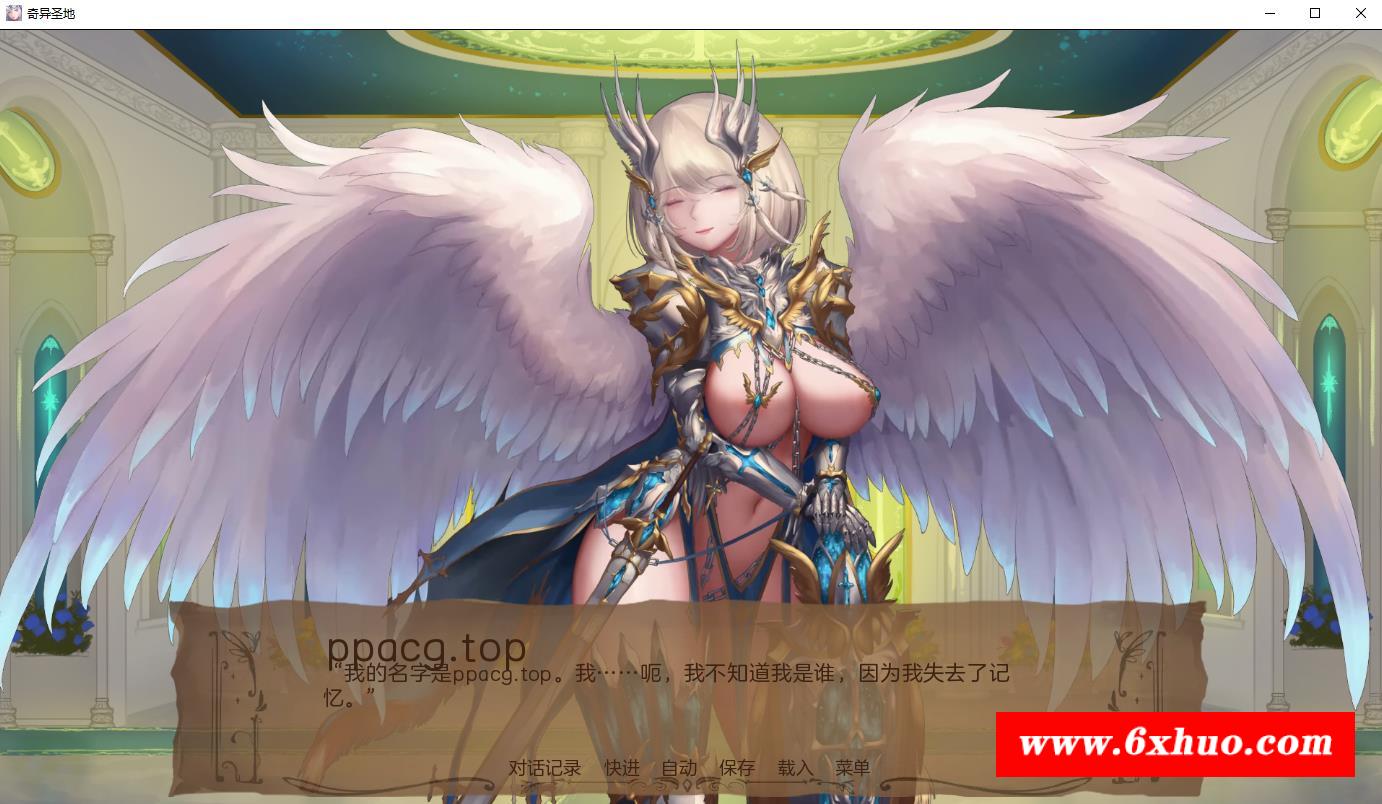 奇异圣地
ppacg.top
“我的名字是ppacg.top。我……呃，我不知道我是谁，因为我失去了记
忆。”
www.6xhuo.com
对话记录 快进 自动 保存 载入 菜单